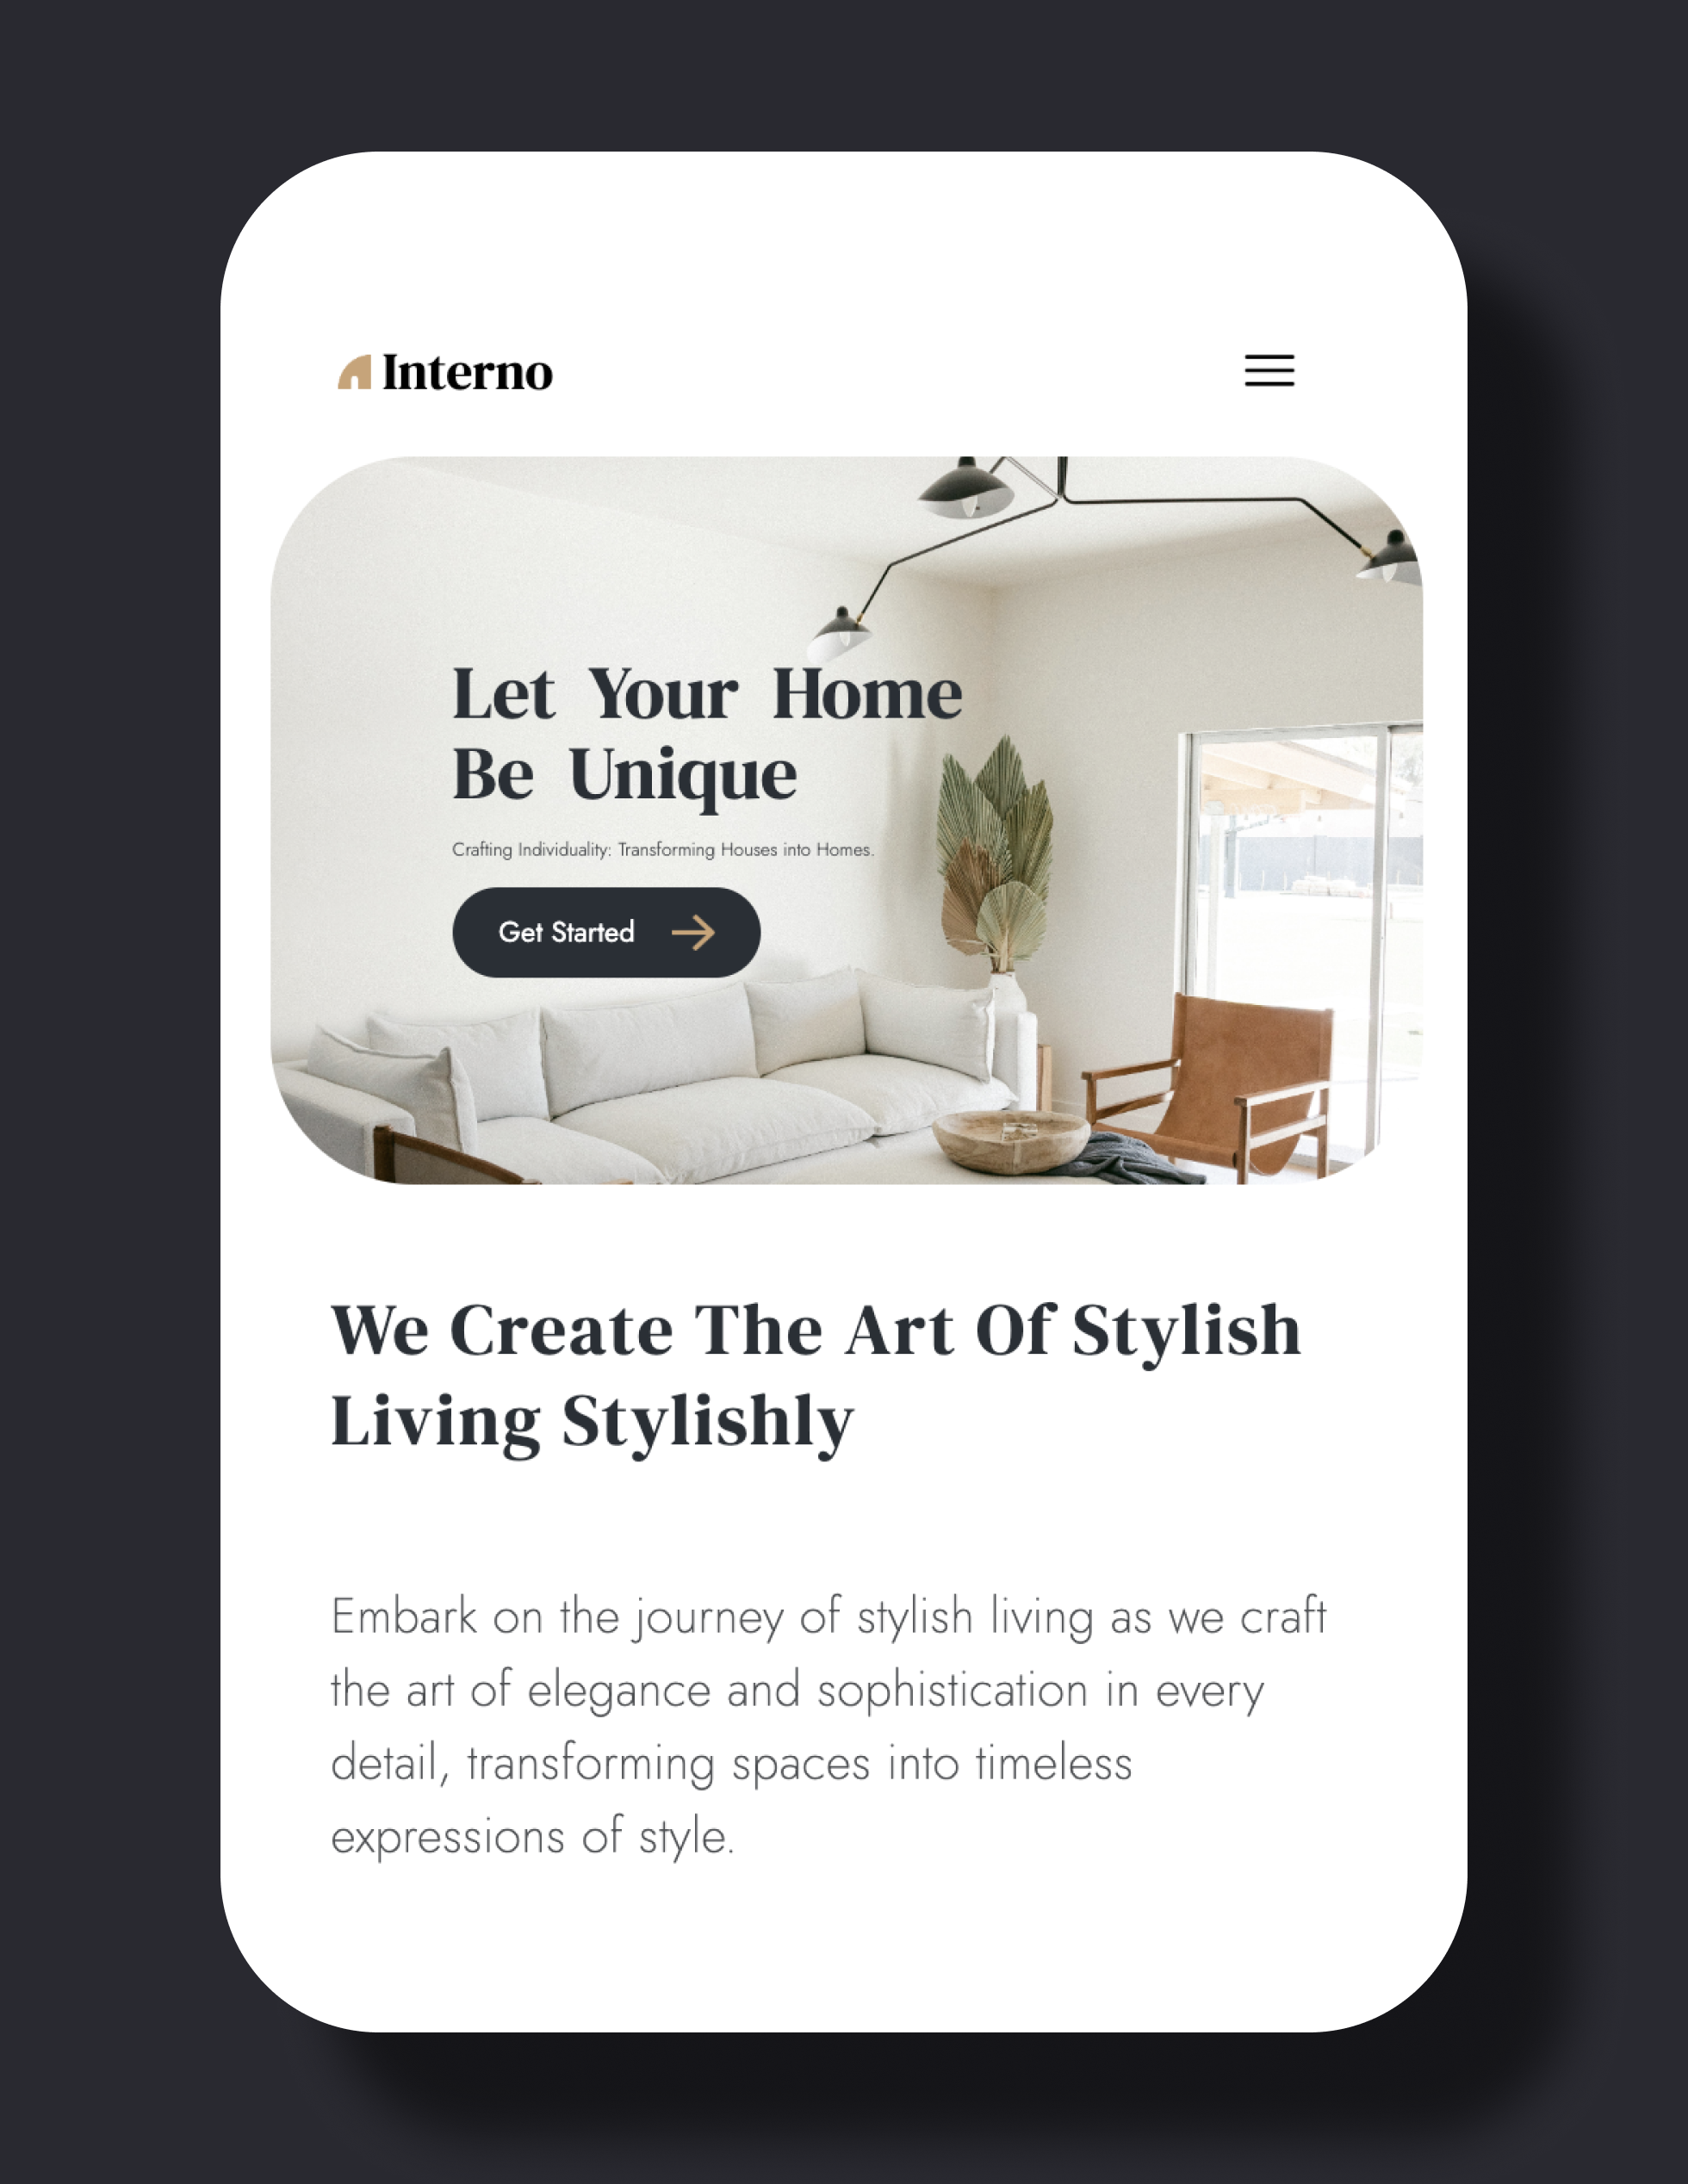 Interno
Let Your Home
Be Unique
Crafting Individuality: Transforming Houses into Homes.
Get Started
We Create The Art Of Stylish
Living Stylishly
Embark on the journey of stylish living as we craft
the art of elegance and sophistication in every
detail, transforming spaces into timeless
expressions of style.